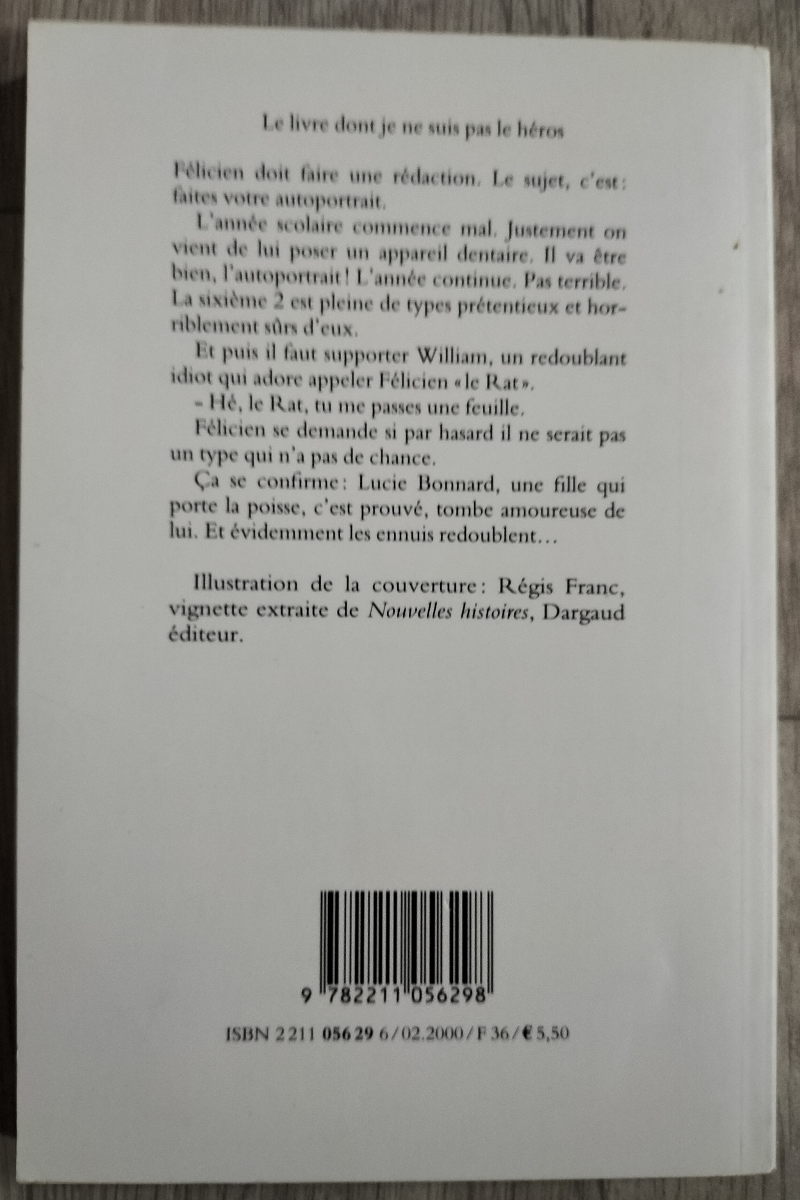 Le livre dont je ne suis pas le héros
Félicien doit faire une rédaction. Le sujet, c'est :
faites votre autoportrait.
L'année scolaire commence mal. Justement on
vient de lui poser un appareil dentaire. Il va être
bien, l'autoportrait ! L'année continue. Pas terrible.
La sixième 2 est pleine de types prétentieux et hor-
riblement sûrs d'eux.
Et puis il faut supporter William, un redoublant
idiot qui adore appeler Félicien « le Rat ».
– Hé, le Rat, tu me passes une feuille.
Félicien se demande si par hasard il ne serait pas
un type qui n'a pas de chance.
Ça se confirme : Lucie Bonnard, une fille qui
porte la poisse, c'est prouvé, tombe amoureuse de
lui. Et évidemment les ennuis redoublent...
Illustration de la couverture : Régis Franc,
vignette extraite de Nouvelles histoires, Dargaud
éditeur.
9 782211 056298
ISBN 2 211 056 29 6 / 02.2000 / F 36 / € 5,50